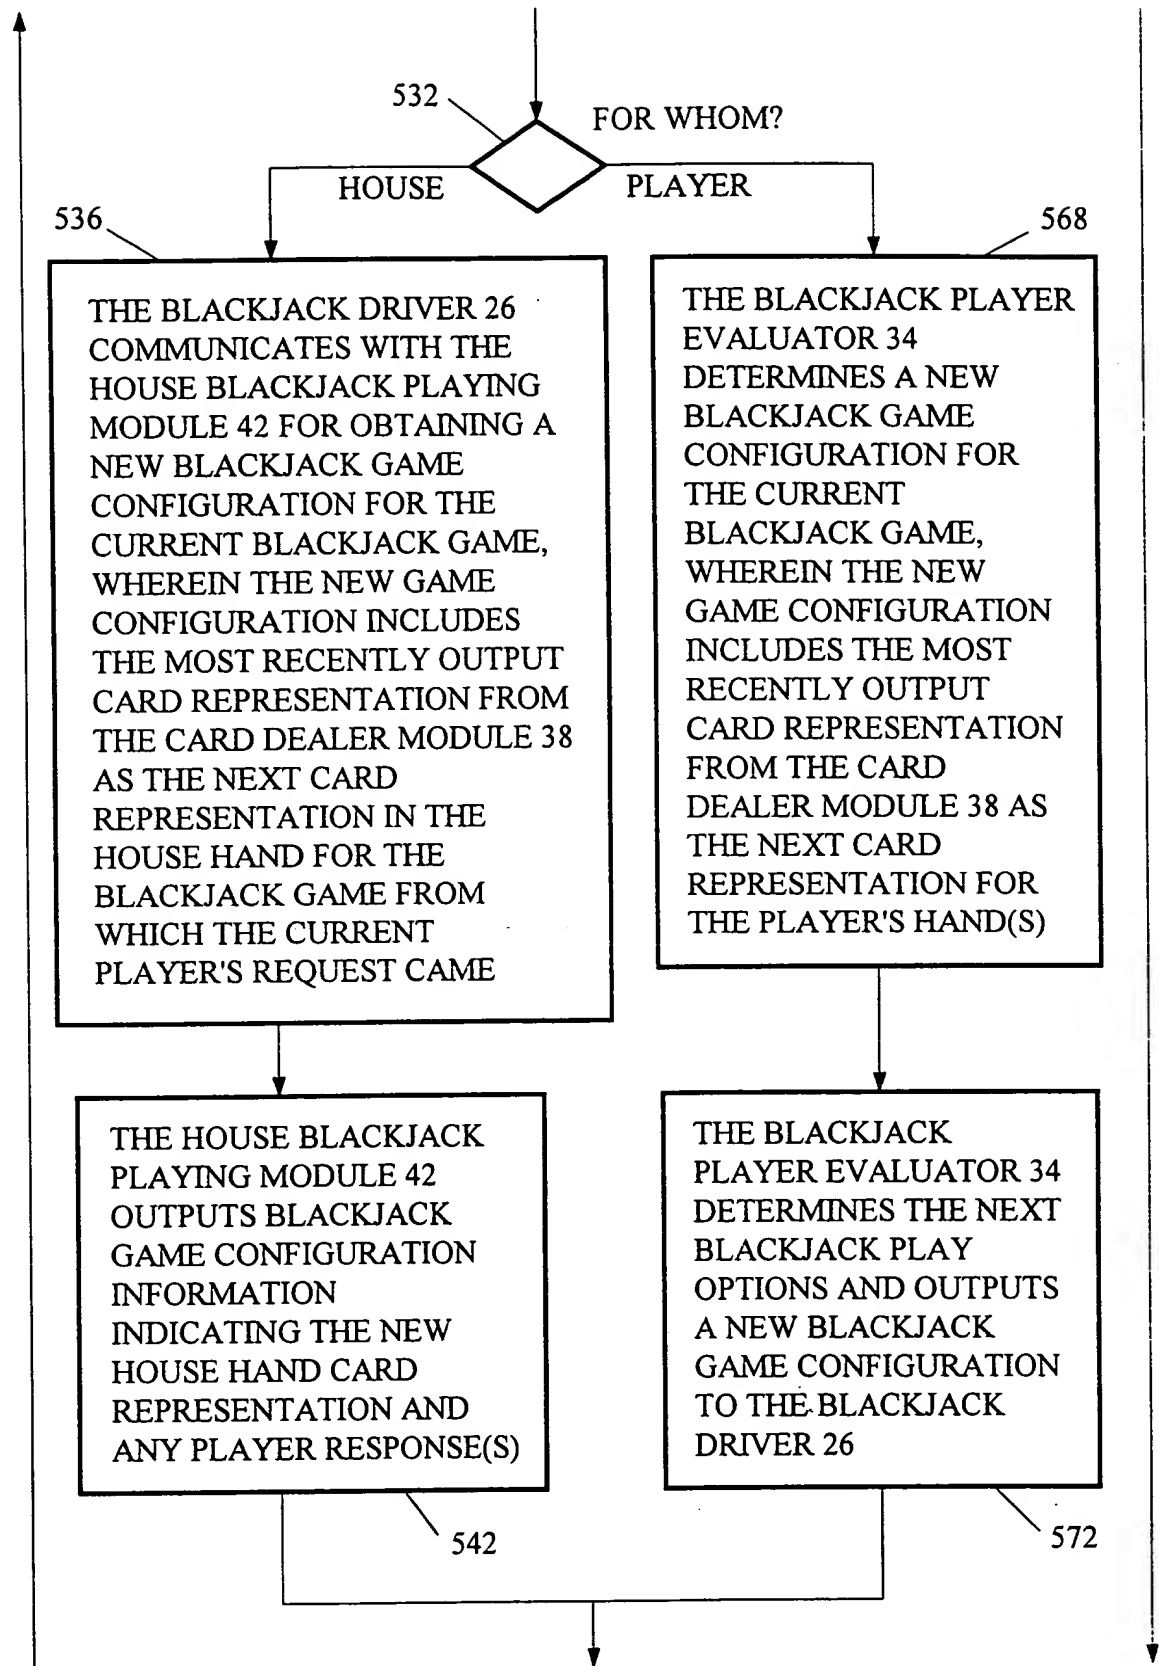 532
FOR WHOM?
HOUSE
PLAYER
536
568
THE BLACKJACK DRIVER 26
COMMUNICATES WITH THE
HOUSE BLACKJACK PLAYING
MODULE 42 FOR OBTAINING A
NEW BLACKJACK GAME
CONFIGURATION FOR THE
CURRENT BLACKJACK GAME,
WHEREIN THE NEW GAME
CONFIGURATION INCLUDES
THE MOST RECENTLY OUTPUT
CARD REPRESENTATION FROM
THE CARD DEALER MODULE 38
AS THE NEXT CARD
REPRESENTATION IN THE
HOUSE HAND FOR THE
BLACKJACK GAME FROM
WHICH THE CURRENT
PLAYER'S REQUEST CAME
THE BLACKJACK PLAYER
EVALUATOR 34
DETERMINES A NEW
BLACKJACK GAME
CONFIGURATION FOR
THE CURRENT
BLACKJACK GAME,
WHEREIN THE NEW
GAME CONFIGURATION
INCLUDES THE MOST
RECENTLY OUTPUT
CARD REPRESENTATION
FROM THE CARD
DEALER MODULE 38 AS
THE NEXT CARD
REPRESENTATION FOR
THE PLAYER'S HAND(S)
THE HOUSE BLACKJACK
PLAYING MODULE 42
OUTPUTS BLACKJACK
GAME CONFIGURATION
INFORMATION
INDICATING THE NEW
HOUSE HAND CARD
REPRESENTATION AND
ANY PLAYER RESPONSE(S)
THE BLACKJACK
PLAYER EVALUATOR 34
DETERMINES THE NEXT
BLACKJACK PLAY
OPTIONS AND OUTPUTS
A NEW BLACKJACK
GAME CONFIGURATION
TO THE BLACKJACK
DRIVER 26
542
572